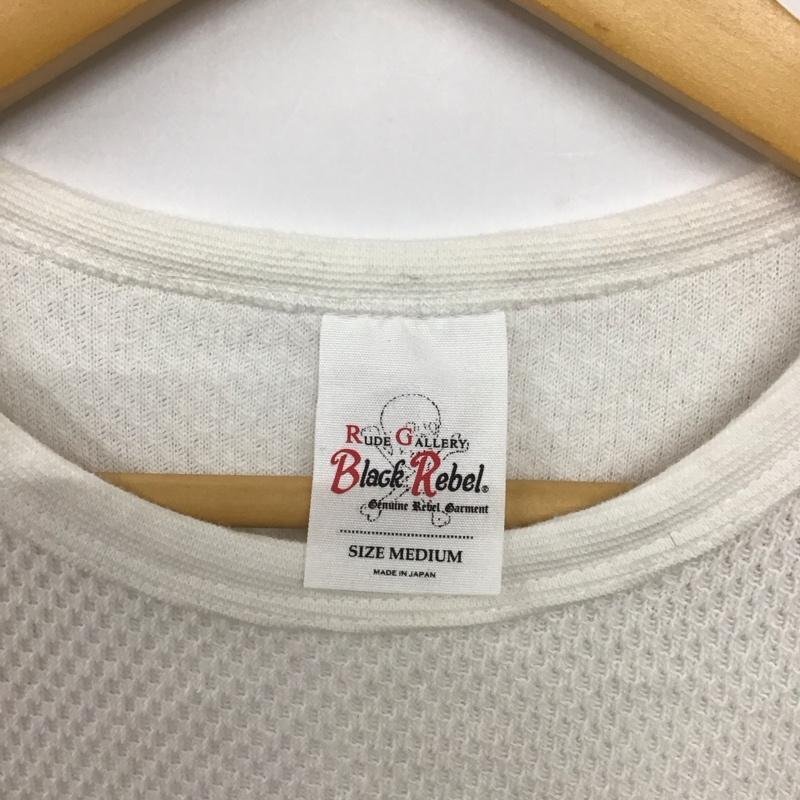 RUDE GALLERY
Black Rebel®
Genuine Rebel Garment
SIZE MEDIUM
MADE IN JAPAN